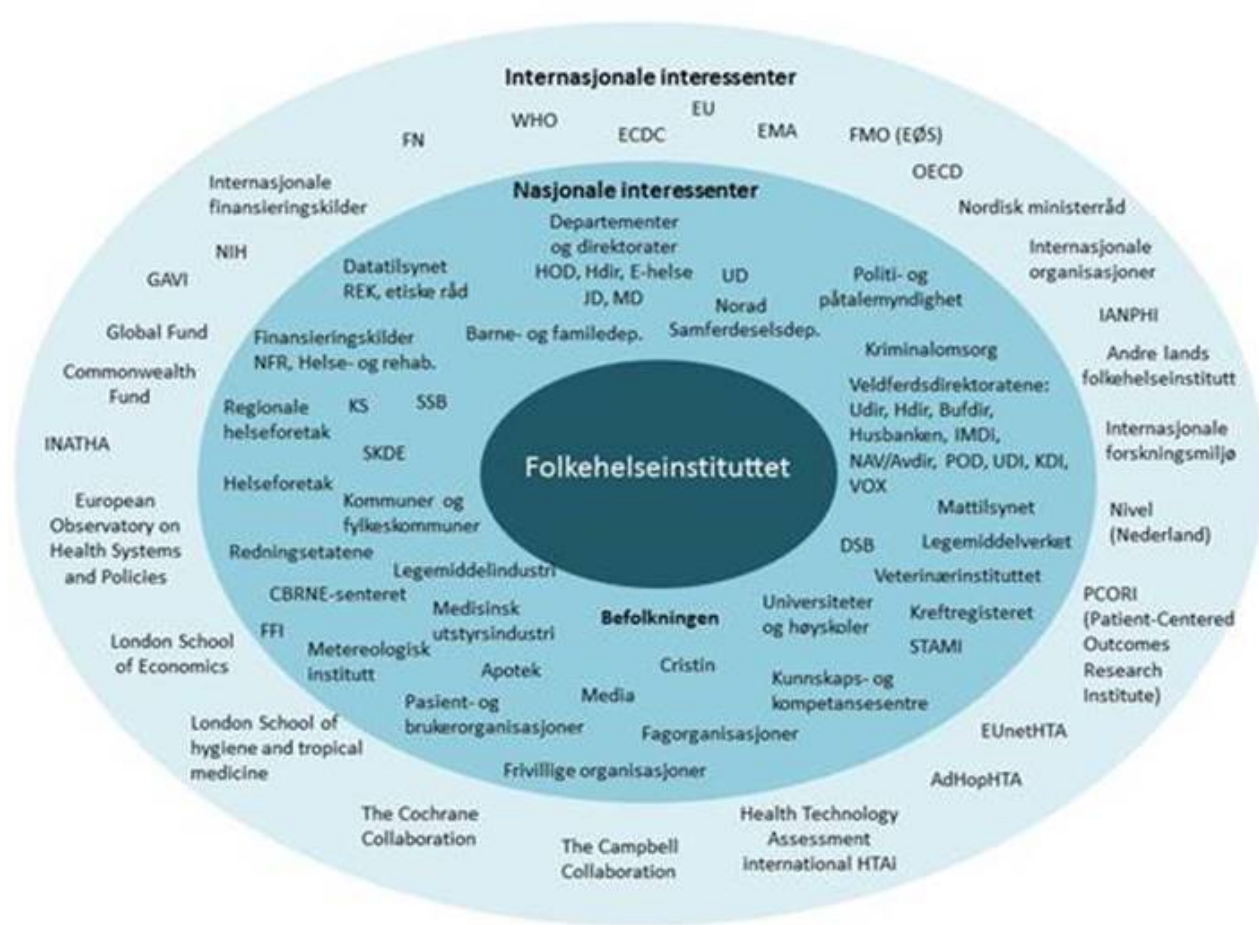 Internasjonale interessenter
EU
WHO
ECDC
EMA
FN
FMO (EØS)
OECD
Internasjonale
finansieringskilder
Nordisk ministerråd
NIH
Internasjonale
organisasjoner
GAVI
IANPHI
Global Fund
Andre lands
folkehelseinstitutt
Commonwealth
Fund
Internasjonale
forskningsmiljø
INATHA
European
Observatory on
Health Systems
and Policies
Nivel
(Nederland)
PCORI
(Patient-Centered
Outcomes
Research
Institute)
London School
of Economics
London School of
hygiene and tropical
medicine
EUnetHTA
AdHopHTA
The Cochrane
Collaboration
The Campbell
Collaboration
Health Technology
Assessment
international HTAi
Nasjonale interessenter
Departementer
og direktorater
HOD, Hdir, E-helse
JD, MD
UD
Norad
Samferdeselsdep.
Barne- og familedep.
Datatilsynet
REK, etiske råd
Politi- og
påtalemyndighet
Finansieringskilder
NFR, Helse- og rehab.
Kriminalomsorg
Regionale
helseforetak
KS
SSB
SKDE
Veldferdsdirektoratene:
Udir, Hdir, Bufdir,
Husbanken, IMDi,
NAV/Avdir, POD, UDI, KDI,
VOX
Helseforetak
Kommuner og
fylkeskommuner
Mattilsynet
Redningsetatene
DSB
Legemiddelverket
Legemiddelindustri
Veterinærinstituttet
CBRNE-senteret
Medisinsk
utstyrsindustri
Befolkningen
Universiteter
og høyskoler
Kreftregisteret
FFI
Metereologisk
institutt
STAMI
Apotek
Cristin
Kunnskaps- og
kompetansesentre
Pasient- og
brukerorganisasjoner
Media
Fagorganisasjoner
Frivillige organisasjoner
Folkehelseinstituttet